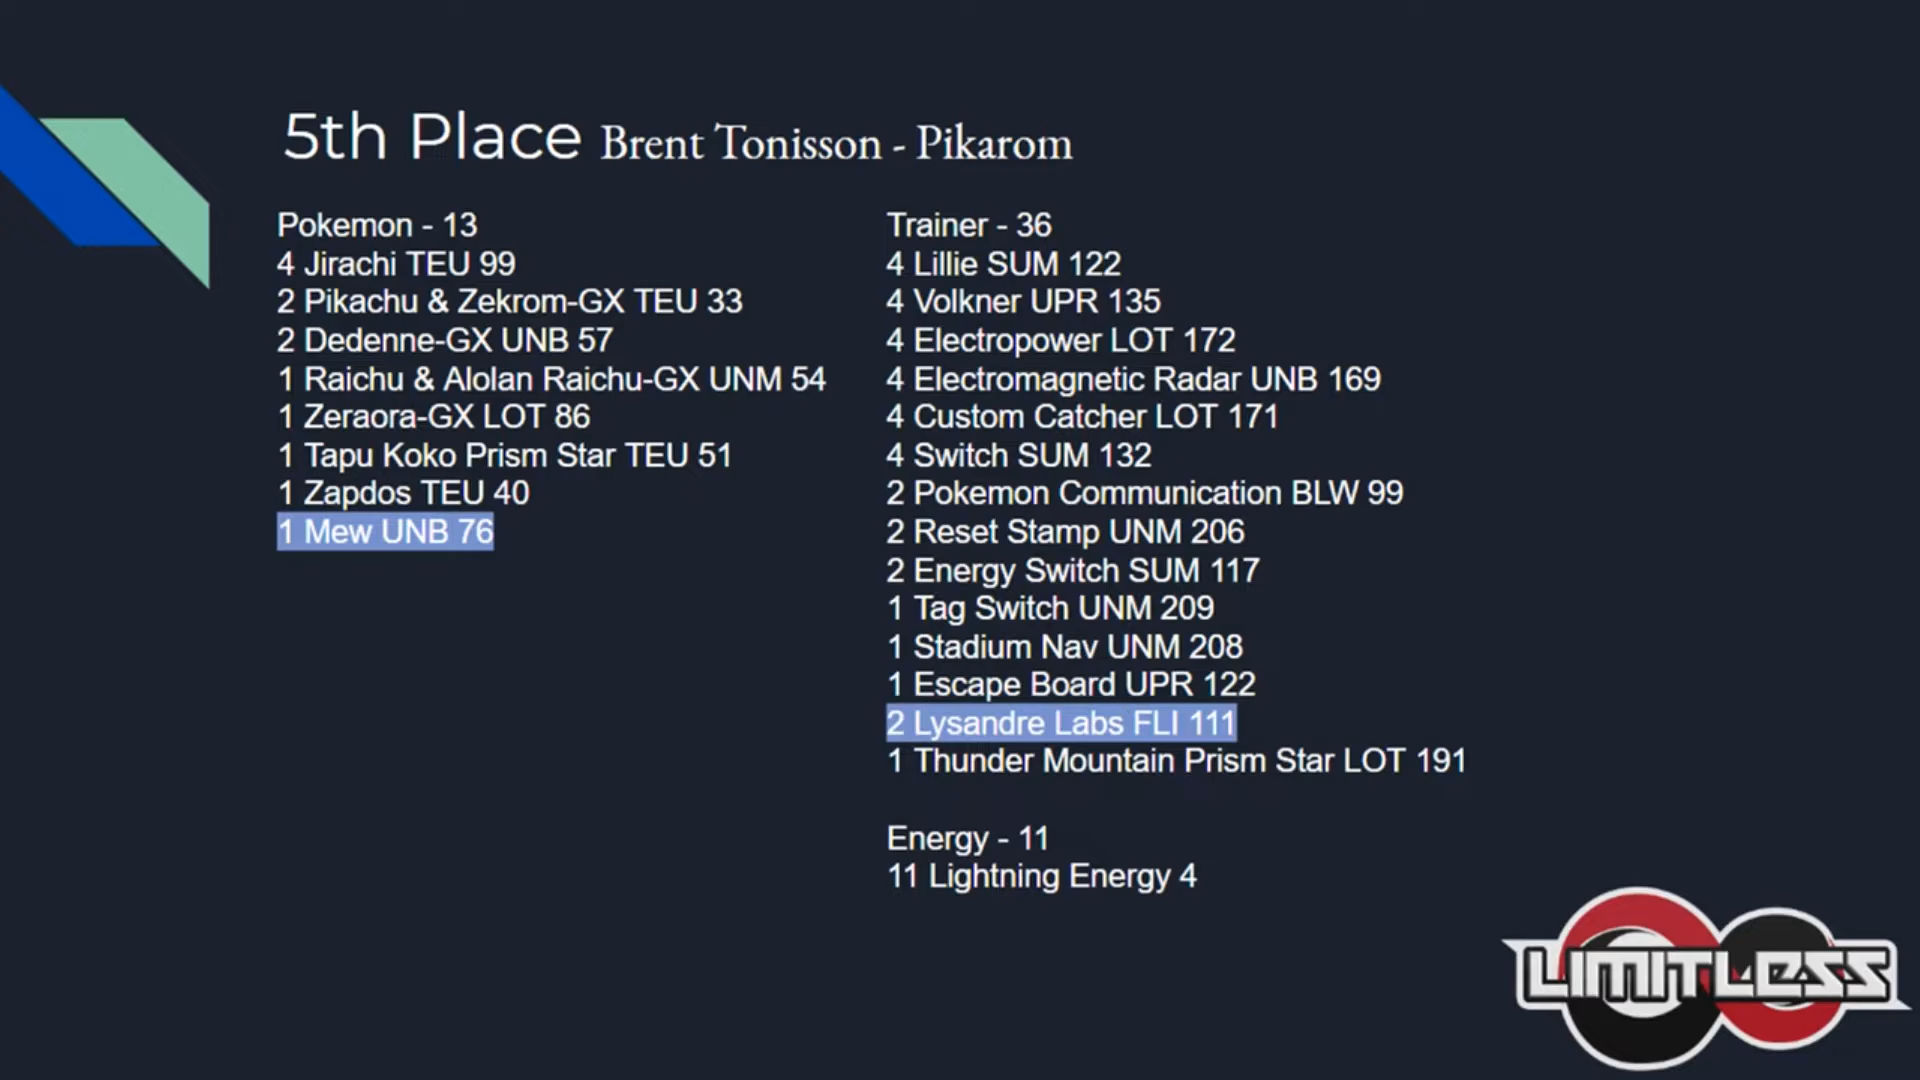 5th Place Brent Tonisson - Pikarom
Pokemon - 13
4 Jirachi TEU 99
2 Pikachu & Zekrom-GX TEU 33
2 Dedenne-GX UNB 57
1 Raichu & Alolan Raichu-GX UNM 54
1 Zeraora-GX LOT 86
1 Tapu Koko Prism Star TEU 51
1 Zapdos TEU 40
1 Mew UNB 76
Trainer - 36
4 Lillie SUM 122
4 Volkner UPR 135
4 Electropower LOT 172
4 Electromagnetic Radar UNB 169
4 Custom Catcher LOT 171
4 Switch SUM 132
2 Pokemon Communication BLW 99
2 Reset Stamp UNM 206
2 Energy Switch SUM 117
1 Tag Switch UNM 209
1 Stadium Nav UNM 208
1 Escape Board UPR 122
2 Lysandre Labs FLI 111
1 Thunder Mountain Prism Star LOT 191
Energy - 11
11 Lightning Energy 4
LIMITLESS